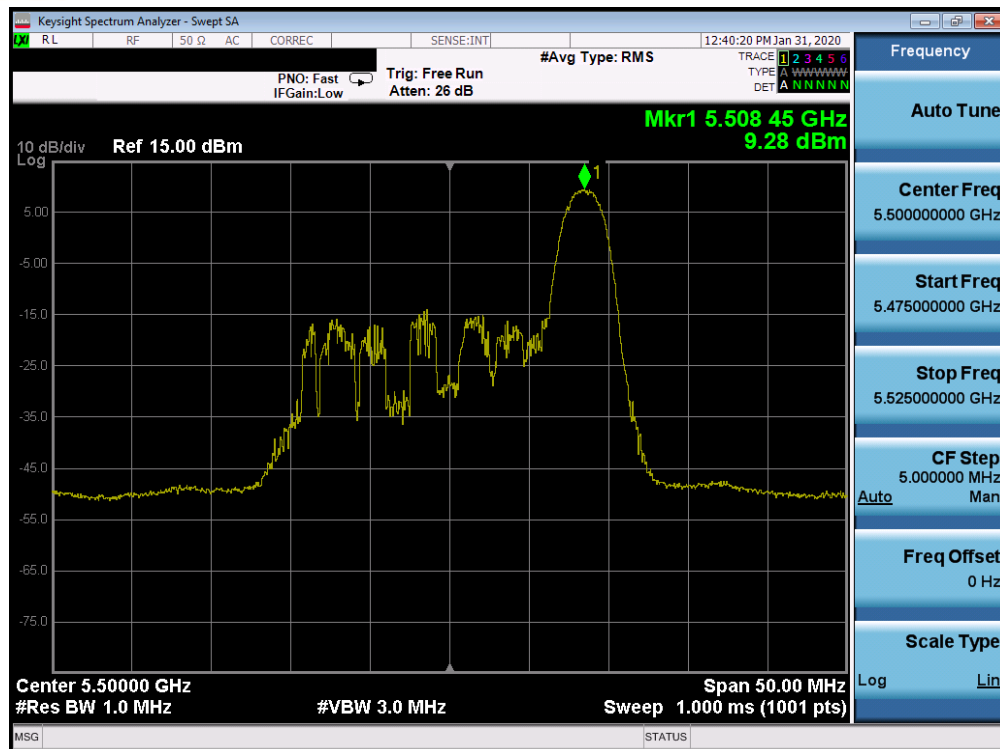 Keysight Spectrum Analyzer - Swept SA
LXI RL RF 50 Ω AC CORREC SENSE:INT 12:40:20 PM Jan 31, 2020
PNO: Fast
IFGain:Low
Trig: Free Run
Atten: 26 dB
#Avg Type: RMS
TRACE 1 2 3 4 5 6
TYPE A WWWWW
DET A N N N N N
Mkr1 5.508 45 GHz
9.28 dBm
10 dB/div Ref 15.00 dBm
Log
1
5.00
-5.00
-15.0
-25.0
-35.0
-45.0
-55.0
-65.0
-75.0
Center 5.50000 GHz Span 50.00 MHz
#Res BW 1.0 MHz #VBW 3.0 MHz Sweep 1.000 ms (1001 pts)
MSG STATUS
Frequency
Auto Tune
Center Freq
5.500000000 GHz
Start Freq
5.475000000 GHz
Stop Freq
5.525000000 GHz
CF Step
5.000000 MHz
Auto Man
Freq Offset
0 Hz
Scale Type
Log Lin